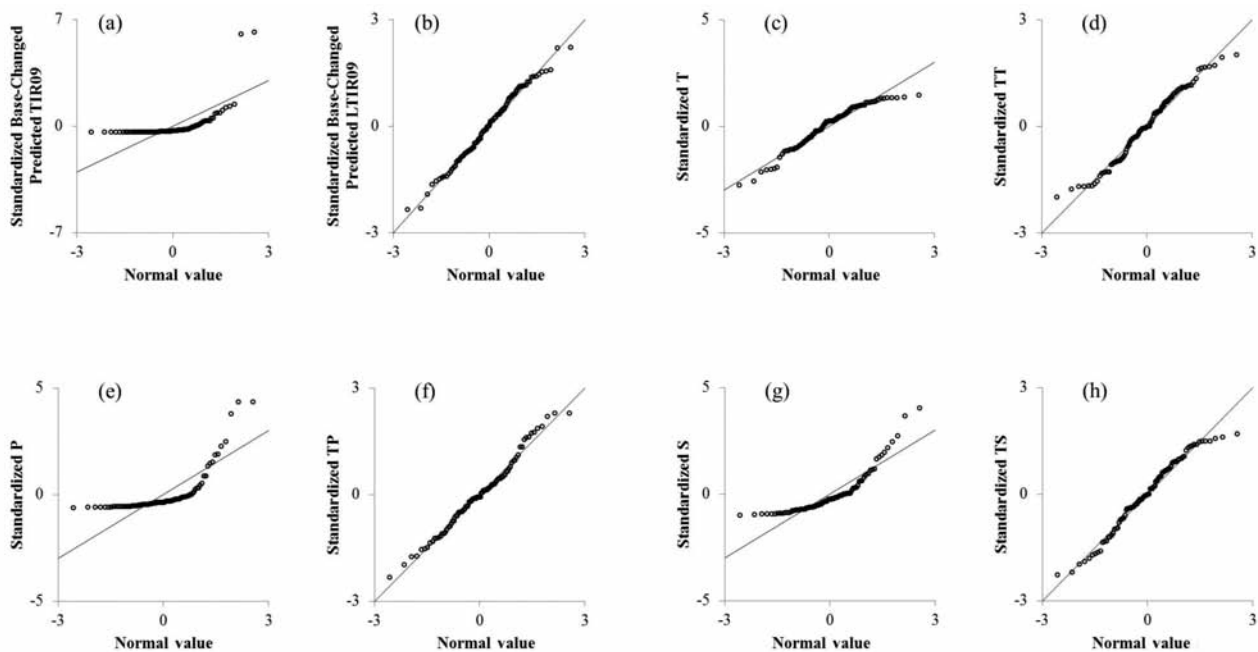 (a)
Standardized Base-Changed
Predicted TIR09
7
0
-7
-3
0
3
Normal value
(b)
Standardized Base-Changed
Predicted LTIR09
3
0
-3
-3
0
3
Normal value
(c)
Standardized T
5
0
-5
-3
0
3
Normal value
(d)
Standardized TT
3
0
-3
-3
0
3
Normal value
(e)
Standardized P
5
0
-5
-3
0
3
Normal value
(f)
Standardized TP
3
0
-3
-3
0
3
Normal value
(g)
Standardized S
5
0
-5
-3
0
3
Normal value
(h)
Standardized TS
3
0
-3
-3
0
3
Normal value